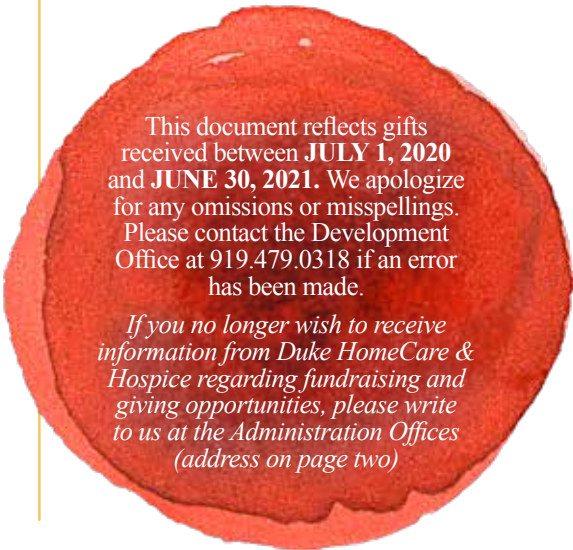 This document reflects gifts
received between JULY 1, 2020
and JUNE 30, 2021. We apologize
for any omissions or misspellings.
Please contact the Development
Office at 919.479.0318 if an error
has been made.
If you no longer wish to receive
information from Duke HomeCare &
Hospice regarding fundraising and
giving opportunities, please write
to us at the Administration Offices
(address on page two)